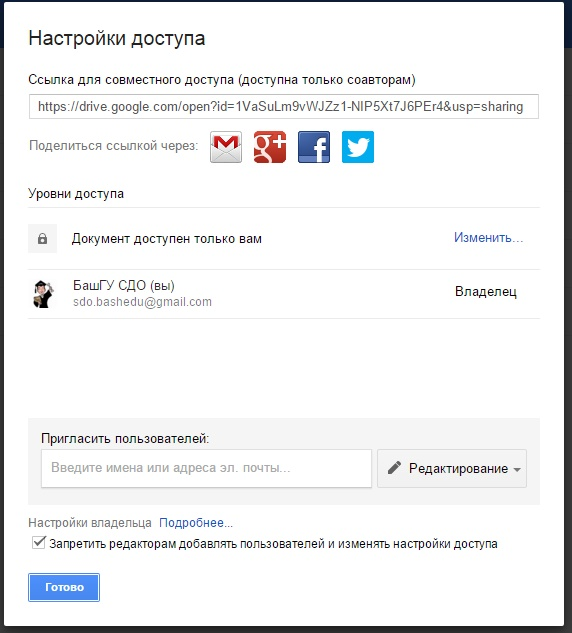 Настройки доступа
Ссылка для совместного доступа (доступна только соавторам)
https://drive.google.com/open?id=1VaSuLm9vWJZz1-NIP5Xt7J6PEr4&usp=sharing
Поделиться ссылкой через:
Уровни доступа
Документ доступен только вам Изменить...
БашГУ СДО (вы)
sdo.bashedu@gmail.com
Владелец
Пригласить пользователей:
Введите имена или адреса эл. почты... Редактирование
Настройки владельца Подробнее...
Запретить редакторам добавлять пользователей и изменять настройки доступа
Готово